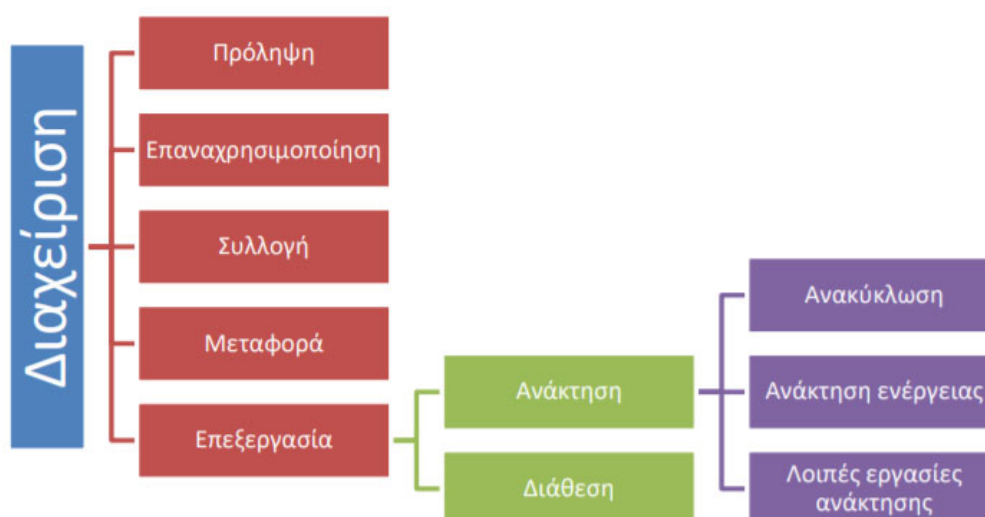 Διαχείριση
Πρόληψη
Επαναχρησιμοποίηση
Συλλογή
Μεταφορά
Επεξεργασία
Ανάκτηση
Διάθεση
Ανακύκλωση
Ανάκτηση ενέργειας
Λοιπές εργασίες
ανάκτησης